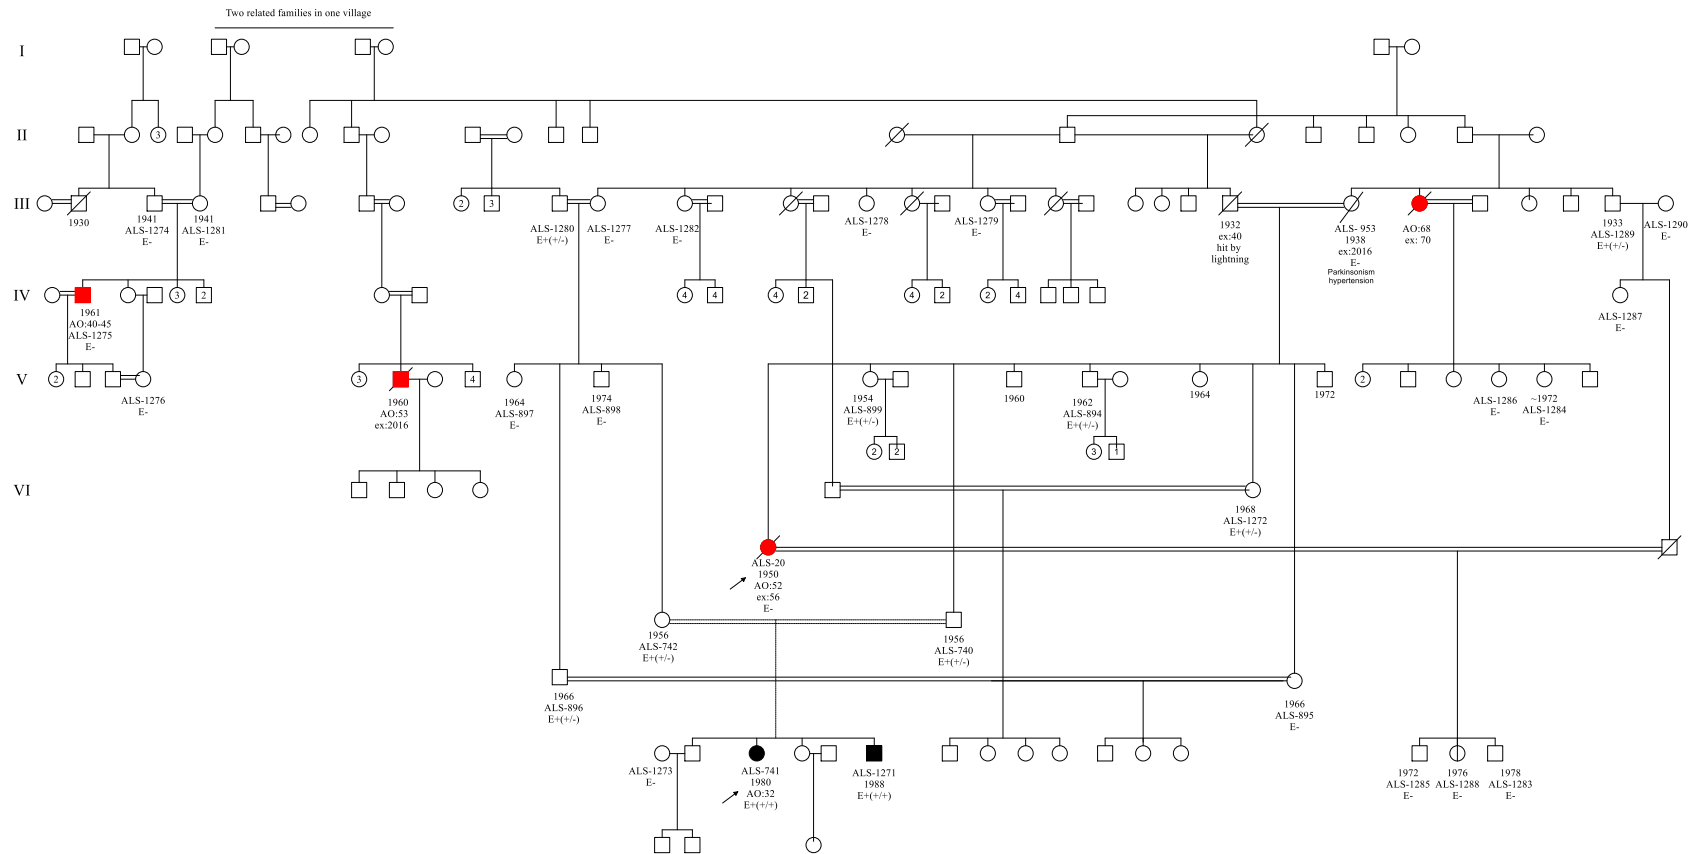 Two related families in one village
I
II
3
III
1930
1941
ALS-1274
E-
1941
ALS-1281
E-
2
3
ALS-1280
E+(+/-)
ALS-1277
E-
ALS-1282
E-
ALS-1278
E-
ALS-1279
E-
1932
ex:40
hit by
lightning
ALS- 953
1938
ex:2016
E-
Parkinsonism
hypertension
AO:68
ex: 70
1933
ALS-1289
E+(+/-)
ALS-1290
E-
IV
1961
AO:40-45
ALS-1275
E-
3
2
4
4
4
2
4
2
2
4
ALS-1287
E-
V
2
ALS-1276
E-
3
1960
AO:53
ex:2016
4
1964
ALS-897
E-
1974
ALS-898
E-
1954
ALS-899
E+(+/-)
2
2
1960
1962
ALS-894
E+(+/-)
3
1
1964
1972
2
ALS-1286
E-
~1972
ALS-1284
E-
VI
1968
ALS-1272
E+(+/-)
ALS-20
1950
AO:52
ex:56
E-
1956
ALS-742
E+(+/-)
1956
ALS-740
E+(+/-)
1966
ALS-896
E+(+/-)
1966
ALS-895
E-
ALS-1273
E-
ALS-741
1980
AO:32
E+(+/+)
ALS-1271
1988
E+(+/+)
1972
ALS-1285
E-
1976
ALS-1288
E-
1978
ALS-1283
E-